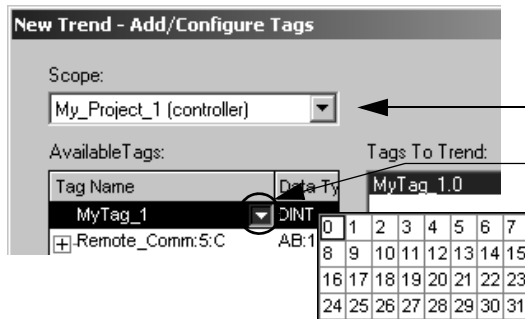 New Trend - Add/Configure Tags
Scope:
My_Project_1 (controller)
AvailableTags:
Tags To Trend:
Tag Name Data Ty
MyTag_1.0
MyTag_1 DINT
Remote_Comm:5:C AB:1
0 1 2 3 4 5 6 7
8 9 10 11 12 13 14 15
16 17 18 19 20 21 22 23
24 25 26 27 28 29 30 31